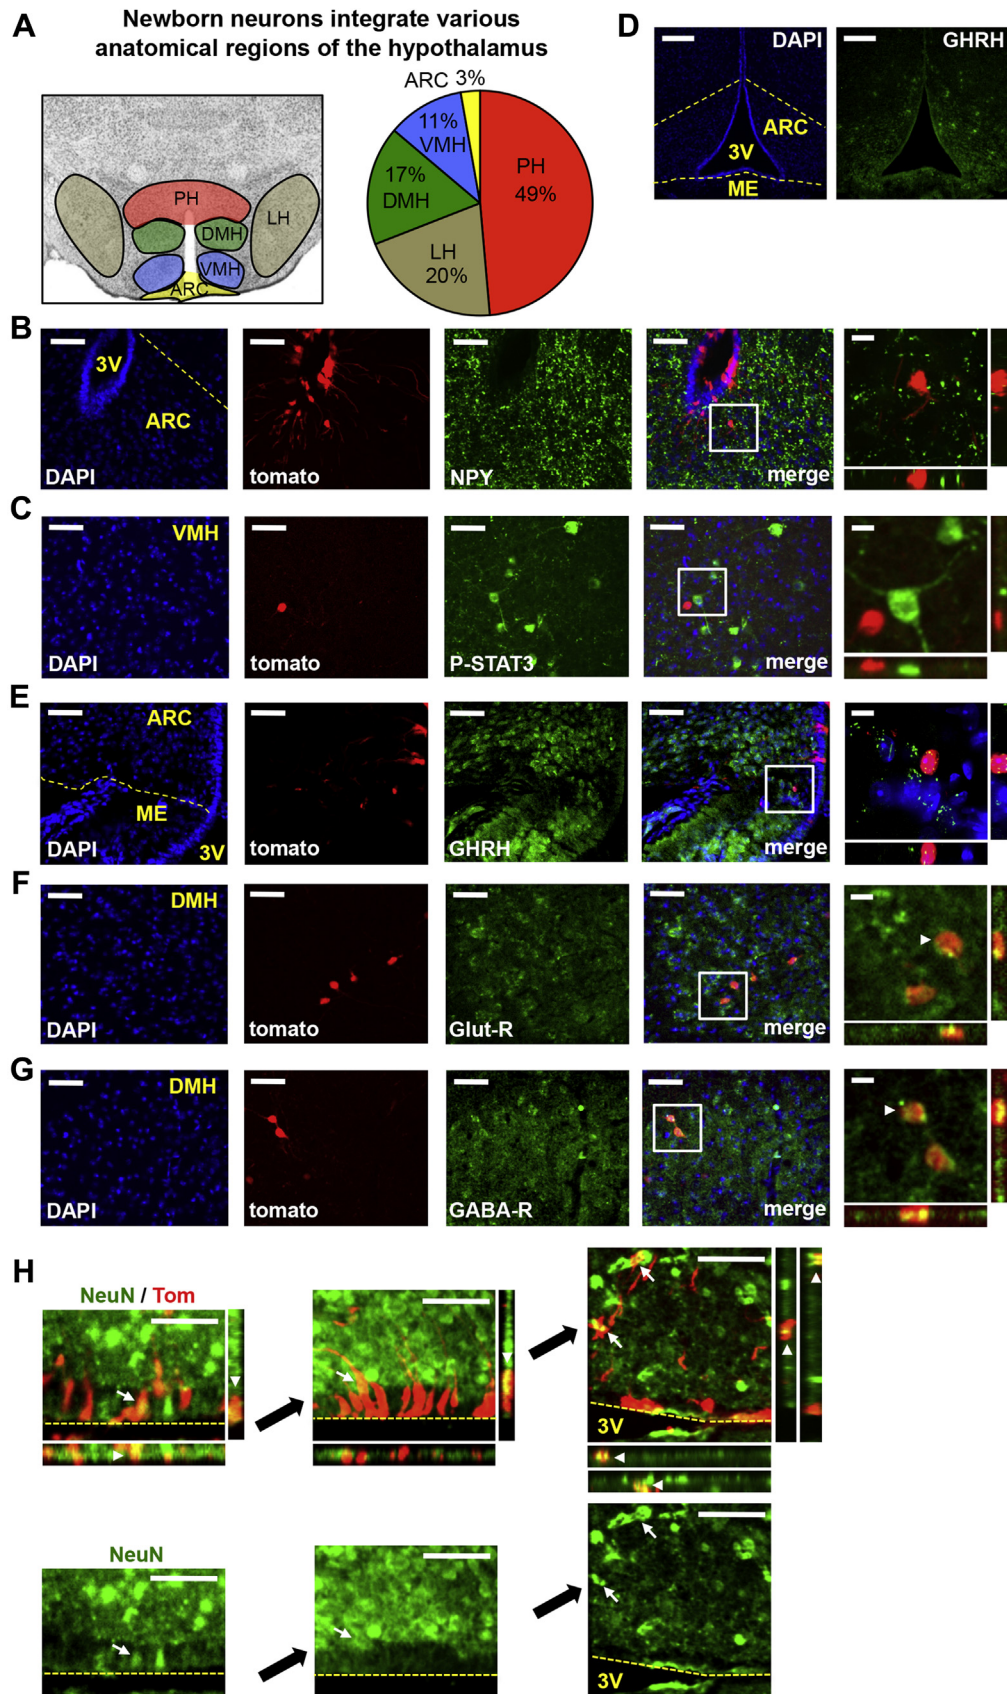 A
Newborn neurons integrate various
anatomical regions of the hypothalamus
PH
LH
DMH
VMH
ARC
ARC 3%
11%
VMH
17%
DMH
LH
20%
PH
49%
D
DAPI
ARC
3V
ME
GHRH
B
3V
ARC
DAPI
tomato
NPY
merge
C
VMH
DAPI
tomato
P-STAT3
merge
E
ARC
ME
3V
DAPI
tomato
GHRH
merge
F
DMH
DAPI
tomato
Glut-R
merge
G
DMH
DAPI
tomato
GABA-R
merge
H
NeuN / Tom
3V
NeuN
3V